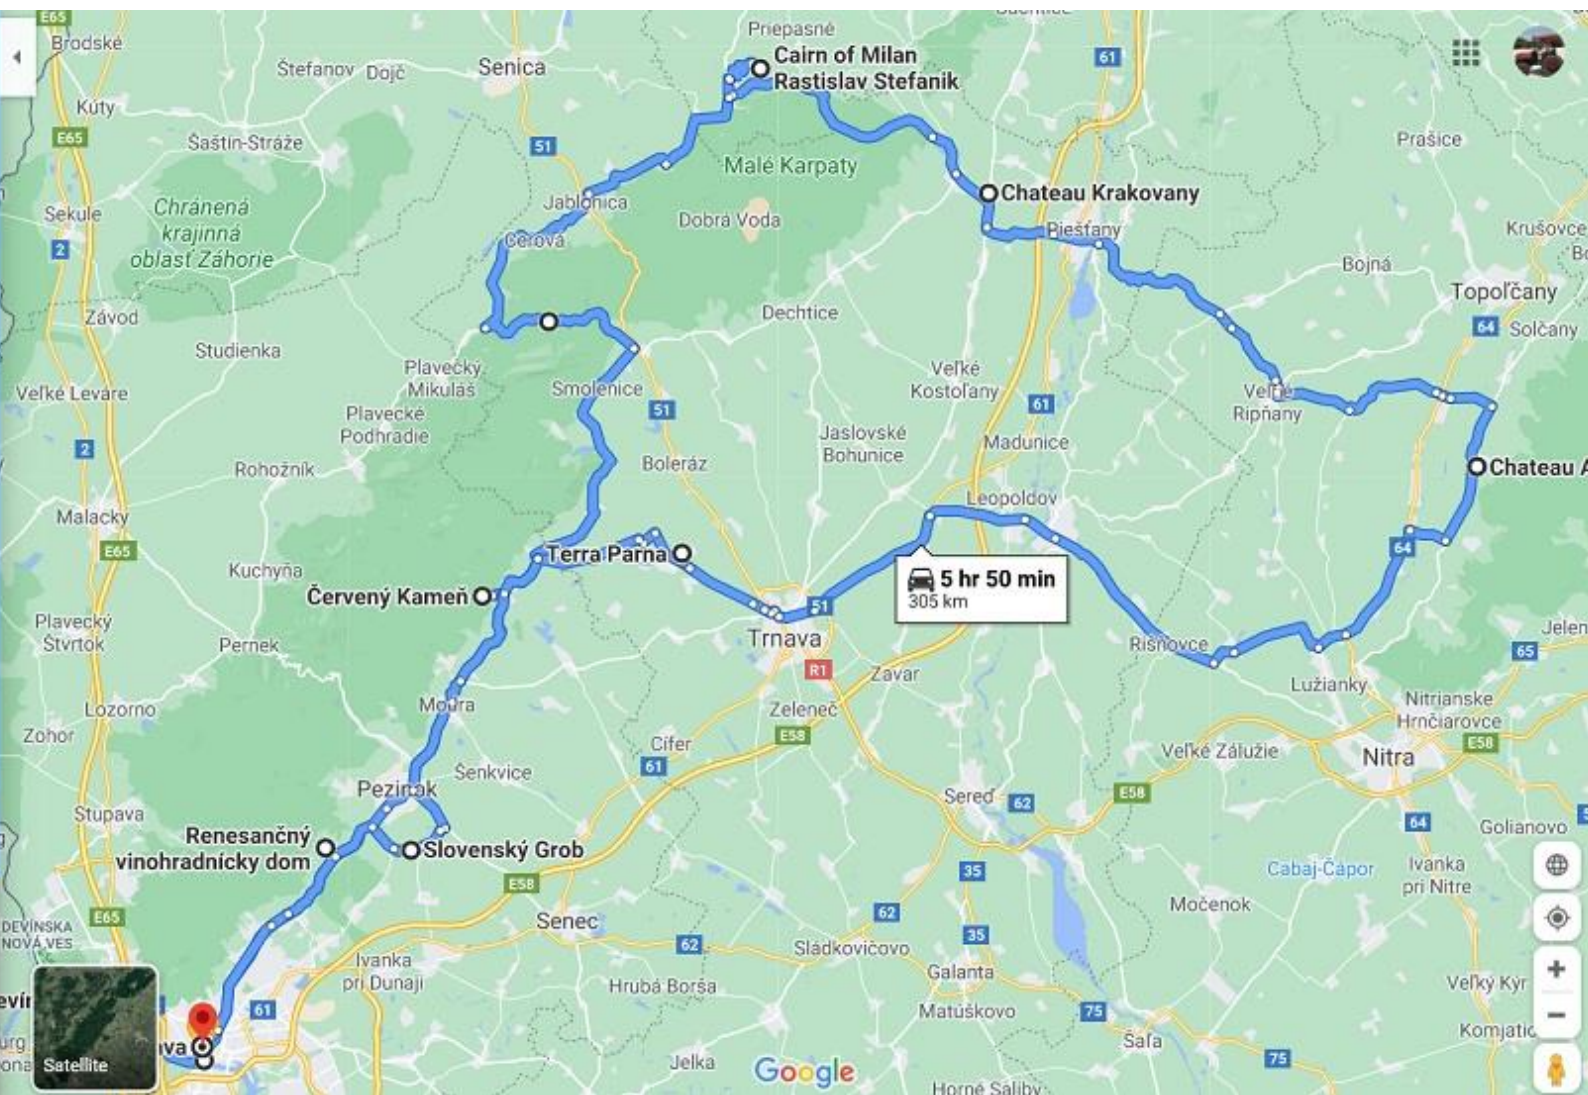 E65
Brodské
Priepasné
Cairn of Milan
Rastislav Stefanik
61
Štefanov
Dojč
Senica
Kúty
E65
Šaštín-Stráže
51
Prašice
Malé Karpaty
Chránená
krajinná
oblasť Záhorie
Sekule
2
Jablonica
Dobrá Voda
Chateau Krakovany
Cerová
Piešťany
Krušovce
Bojná
Topoľčany
64
Solčany
Závod
Dechtice
Studienka
Plavecký
Mikuláš
Smolenice
Veľké
Kostoľany
Veľké Leváre
51
61
Veľké
Ripňany
Plavecké
Podhradie
Jaslovské
Bohunice
Madunice
2
Rohožník
Boleráz
Chateau A
Leopoldov
Malacky
E65
64
Terra Parna
Kuchyňa
5 hr 50 min
305 km
Červený Kameň
51
Plavecký
Štvrtok
Pernek
Trnava
Rišňovce
Jelen
65
R1
Zavar
Lužianky
Modra
Lozorno
Zeleneč
Nitrianske
Hrnčiarovce
Zohor
Cífer
E58
E58
61
Veľké Zálužie
Nitra
Šenkvice
Pezinok
Sereď
62
E58
Stupava
64
Golianovo
Renesančný
vinohradnícky dom
Slovenský Grob
E58
35
Cabaj-Čápor
Ivanka
pri Nitre
E65
Senec
62
Močenok
DEVÍNSKA
NOVÁ VES
62
35
Sládkovičovo
Ivanka
pri Dunaji
Galanta
Hrubá Borša
Veľký Kýr
61
Matúškovo
75
Komjatic
Šaľa
ava
Satellite
Jelka
Google
75
Horné Saliby